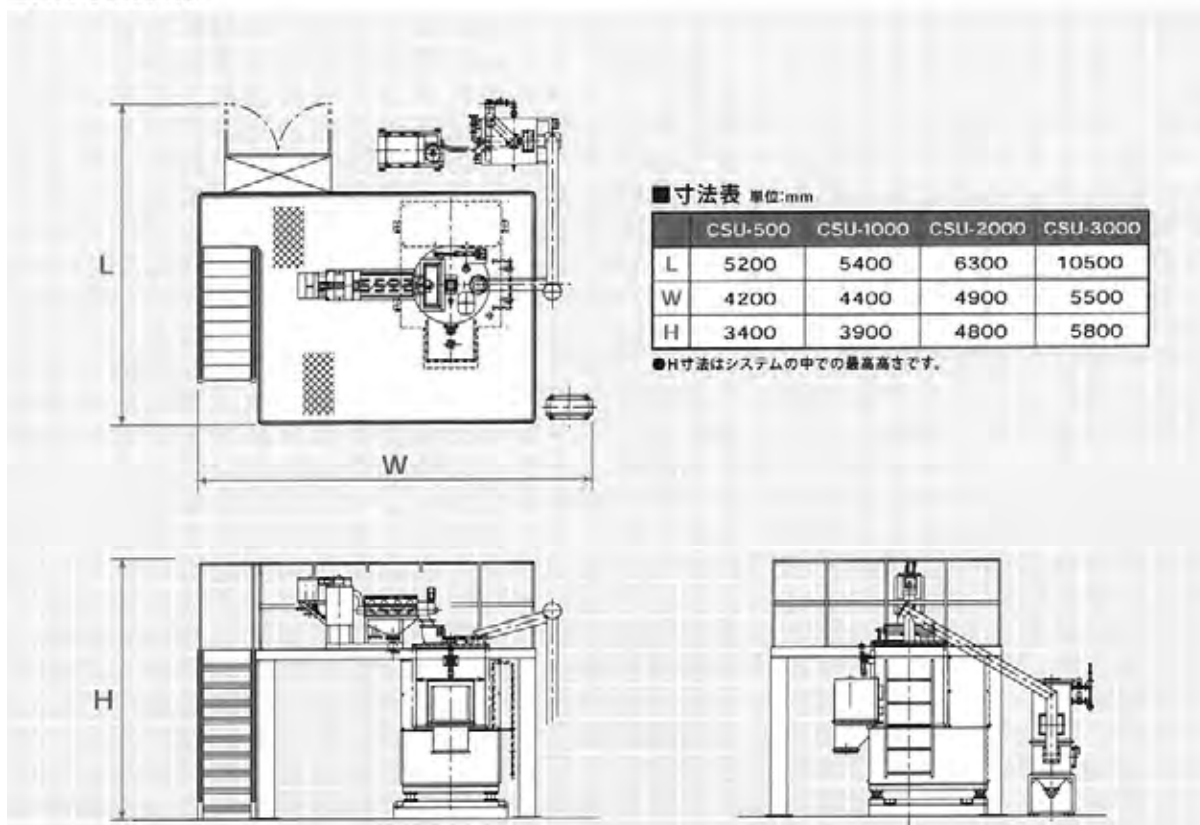 L
W
■寸法表 単位:mm
CSU-500 CSU-1000 CSU-2000 CSU-3000
L 5200 5400 6300 10500
W 4200 4400 4900 5500
H 3400 3900 4800 5800
●H寸法はシステムの中での最高高さです。
H